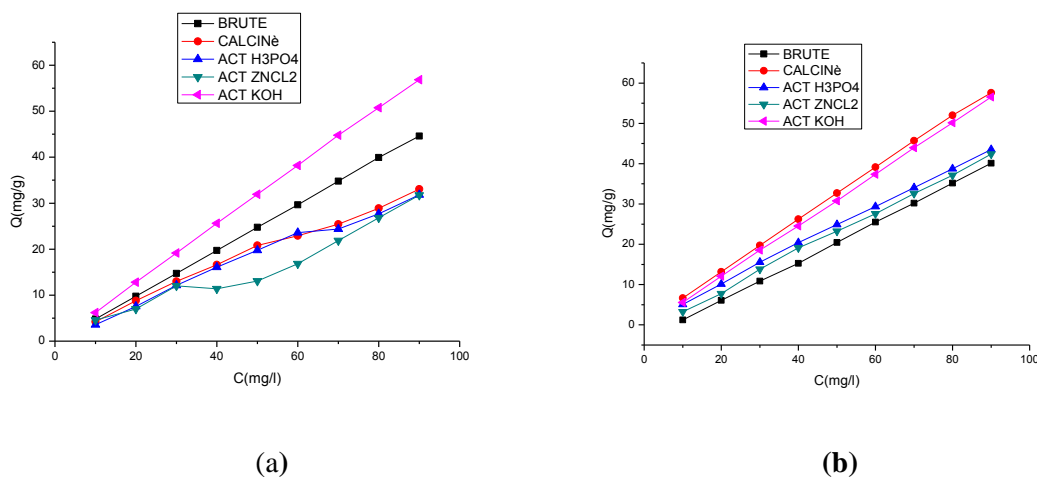 BRUTE
CALCINè
ACT H3PO4
ACT ZNCL2
ACT KOH
60
50
40
30
20
10
0
Q(mg/g)
0 20 40 60 80 100
C(mg/l)
(a)
BRUTE
CALCINè
ACT H3PO4
ACT ZNCL2
ACT KOH
60
50
40
30
20
10
0
Q(mg/g)
0 20 40 60 80 100
C(mg/l)
(b)